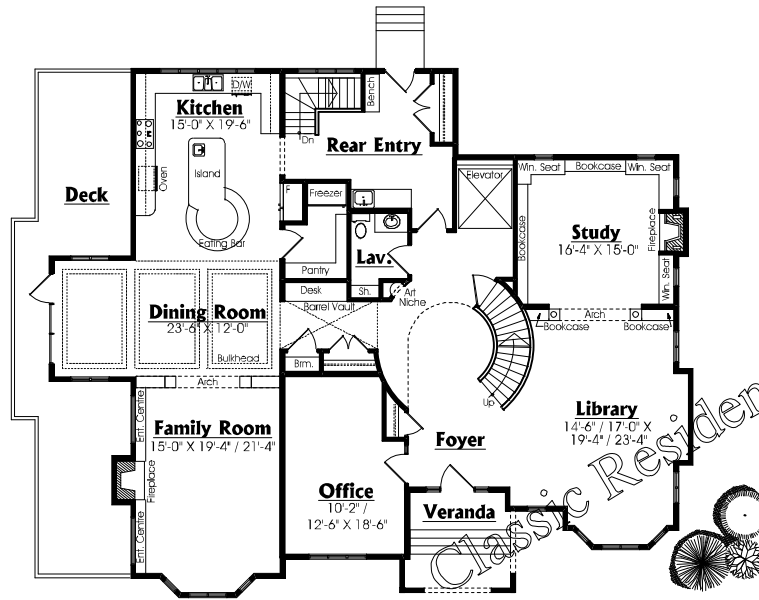 D/W
Kitchen
15'-0" X 19'-6"
Bench
Dn
Rear Entry
Island
Oven
Deck
F
Freezer
Elevator
Win. Seat
Bookcase
Win. Seat
Bookcase
Study
16'-4" X 15'-0"
Fireplace
Win. Seat
Eating Bar
Lav.
Pantry
Desk
Sh.
Art
Niche
Barrel Vault
Dining Room
23'-6" X 12'-0"
Bulkhead
Arch
Bookcase
Bookcase
Brm.
Arch
Up
Ent. Centre
Family Room
15'-0" X 19'-4" / 21'-4"
Fireplace
Ent. Centre
Foyer
Library
14'-6" / 17'-0" X
19'-4" / 23'-4"
Office
10'-2" /
12'-6" X 18'-6"
Veranda
Classic Residen